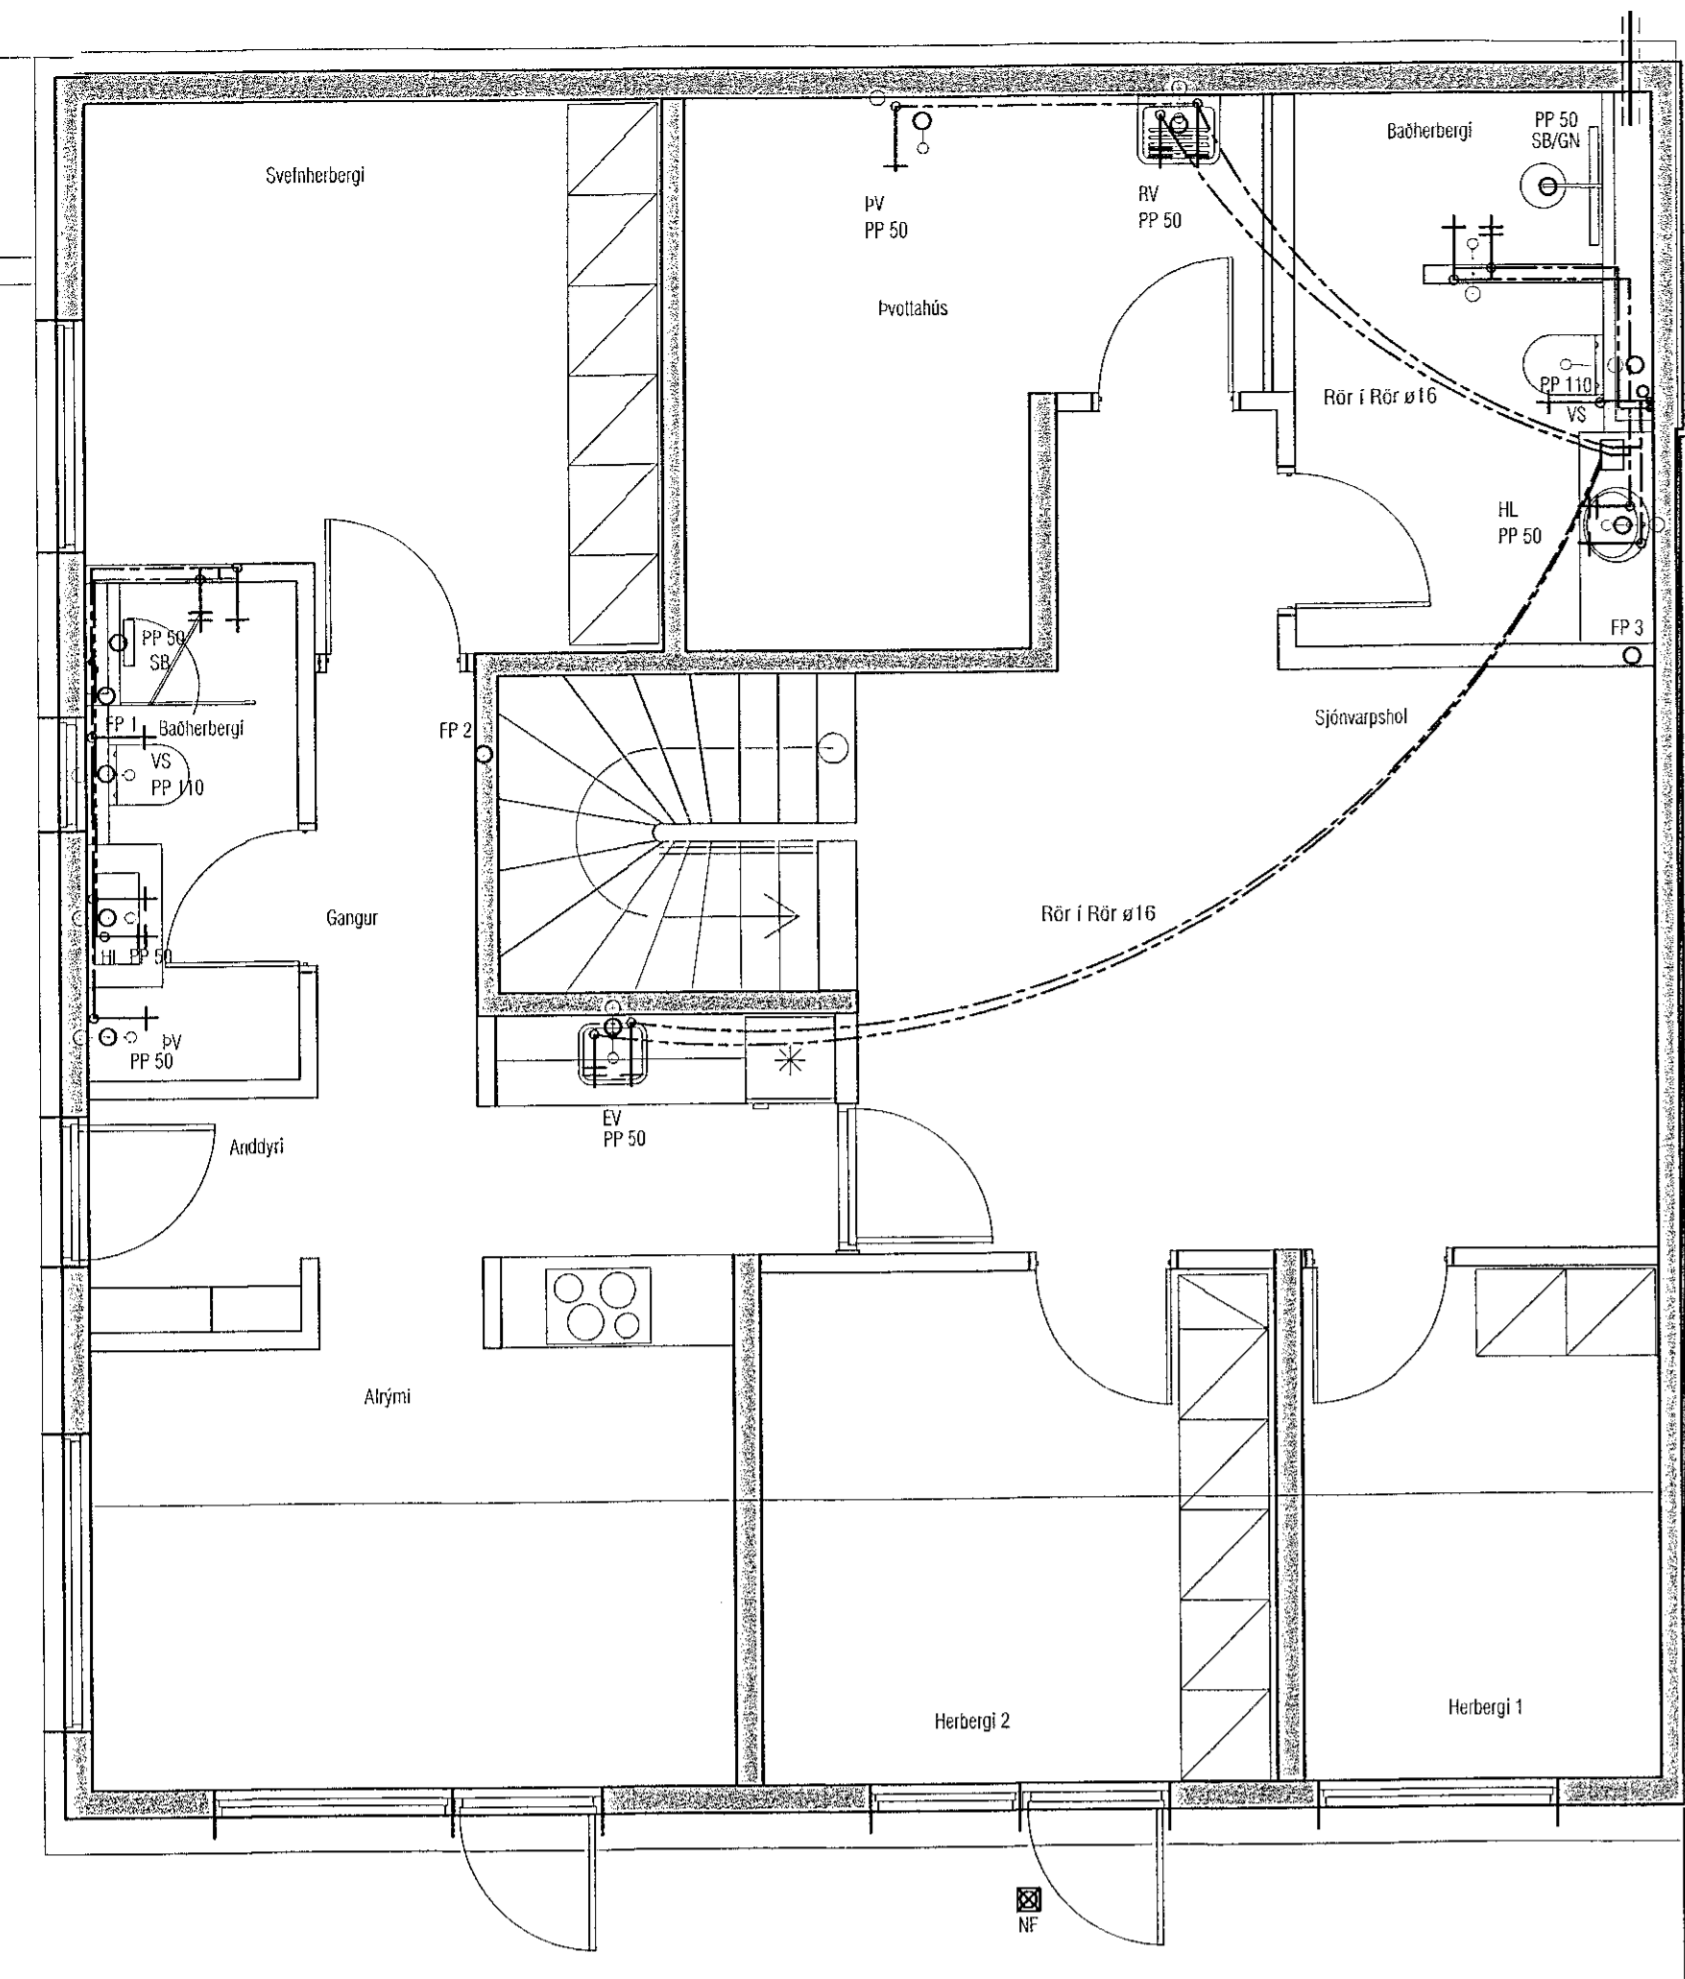 Svefnherbergi
Baðherbergi
PP 50
SB/GN
ÞV
PP 50
RV
PP 50
Þvottahús
Rör í Rör ø16
PP 110
VS
HL
PP 50
FP 3
PP 50
SB
FP 1
Baðherbergi
VS
PP 110
FP 2
Sjónvarpshol
Gangur
Rör í Rör ø16
HL PP 50
ÞV
PP 50
EV
PP 50
Anddyri
Alrými
Herbergi 2
Herbergi 1
NF